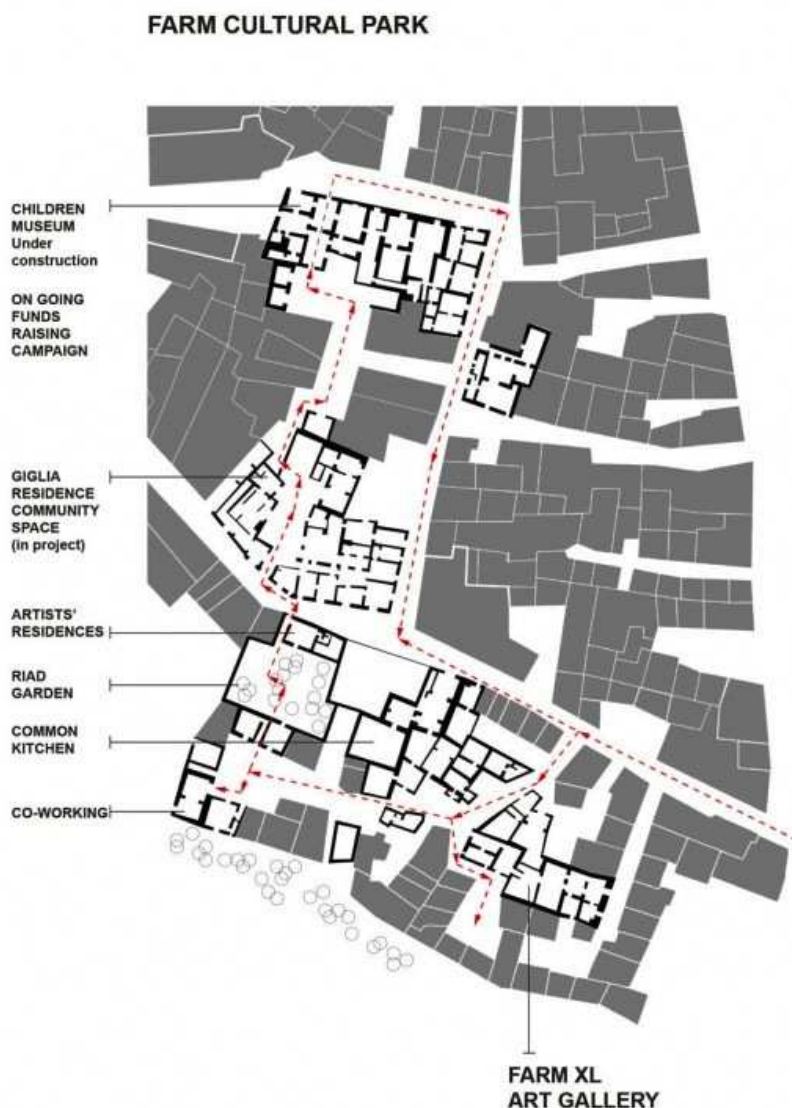 FARM CULTURAL PARK
CHILDREN
MUSEUM
Under
construction
ON GOING
FUNDS
RAISING
CAMPAIGN
GIGLIA
RESIDENCE
COMMUNITY
SPACE
(in project)
ARTISTS'
RESIDENCES
RIAD
GARDEN
COMMON
KITCHEN
CO-WORKING
FARM XL
ART GALLERY